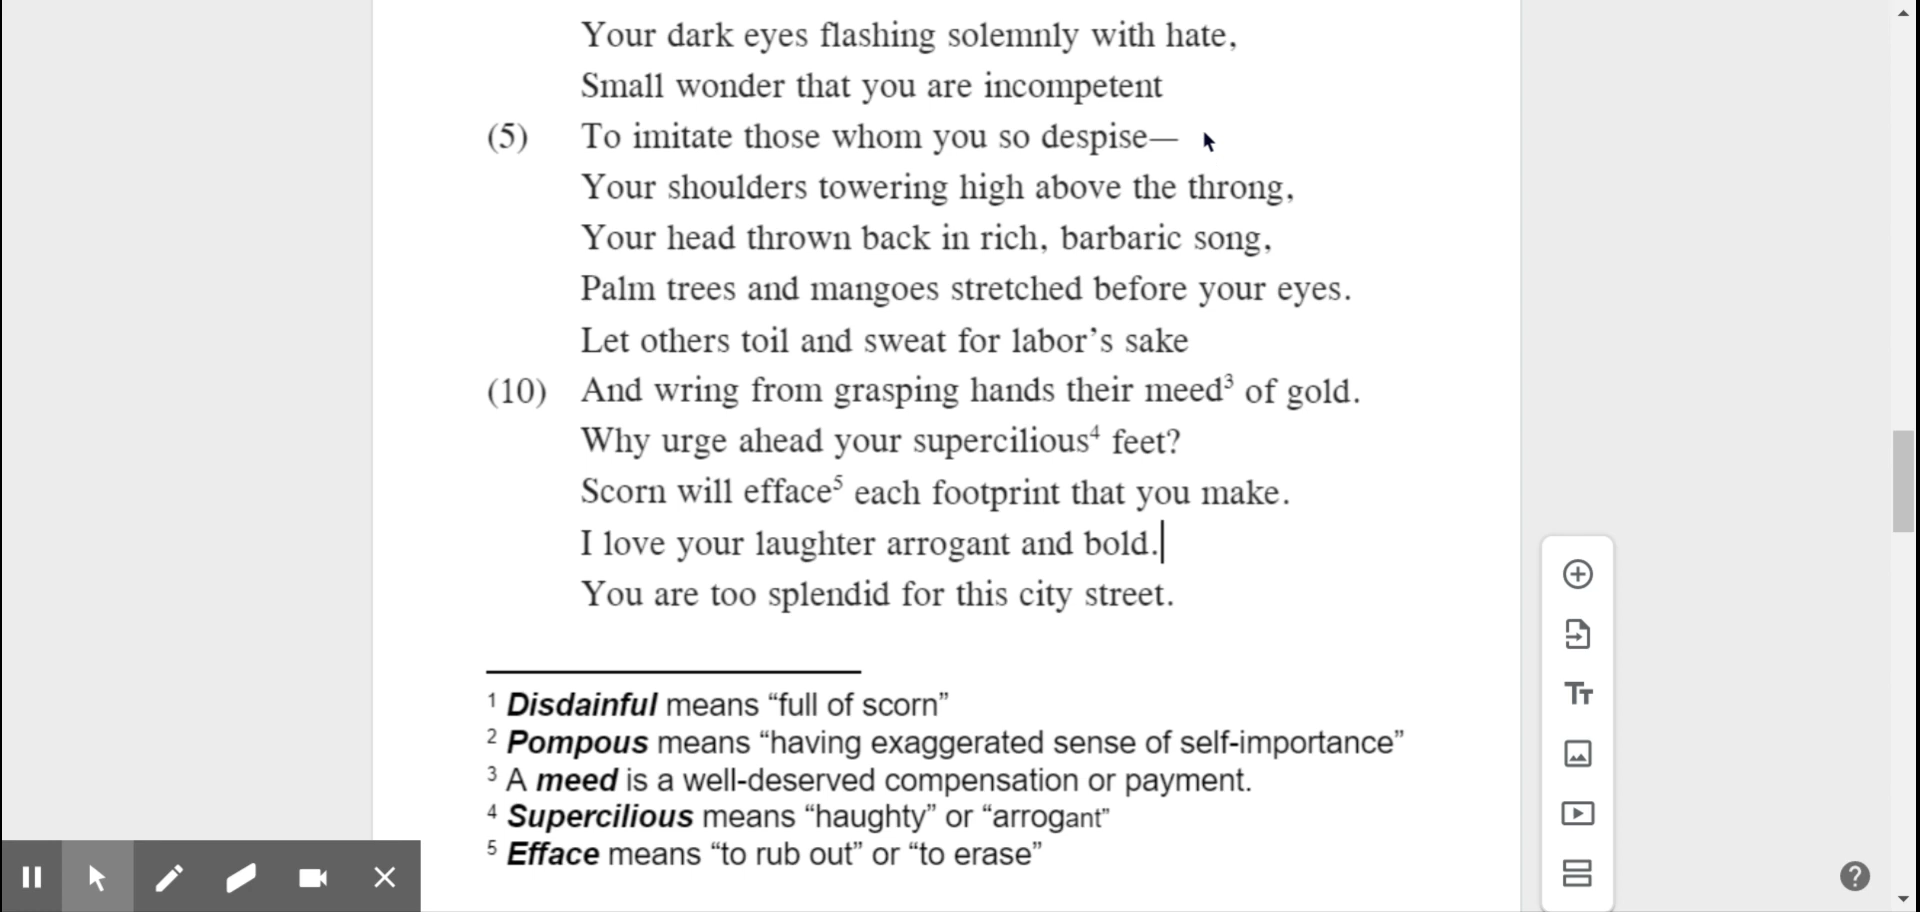 Your dark eyes flashing solemnly with hate,
Small wonder that you are incompetent
(5) To imitate those whom you so despise—
Your shoulders towering high above the throng,
Your head thrown back in rich, barbaric song,
Palm trees and mangoes stretched before your eyes.
Let others toil and sweat for labor’s sake
(10) And wring from grasping hands their meed³ of gold.
Why urge ahead your supercilious⁴ feet?
Scorn will efface⁵ each footprint that you make.
I love your laughter arrogant and bold.
You are too splendid for this city street.
¹ Disdainful means “full of scorn”
² Pompous means “having exaggerated sense of self-importance”
³ A meed is a well-deserved compensation or payment.
⁴ Supercilious means “haughty” or “arrogant”
⁵ Efface means “to rub out” or “to erase”